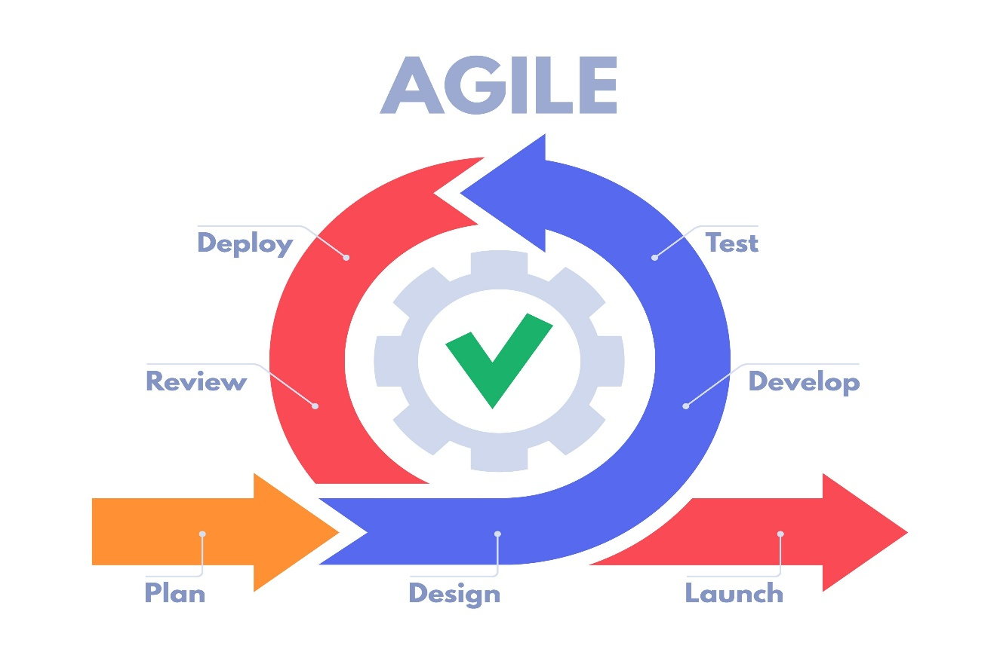 AGILE
Deploy
Test
Review
Develop
Plan
Design
Launch